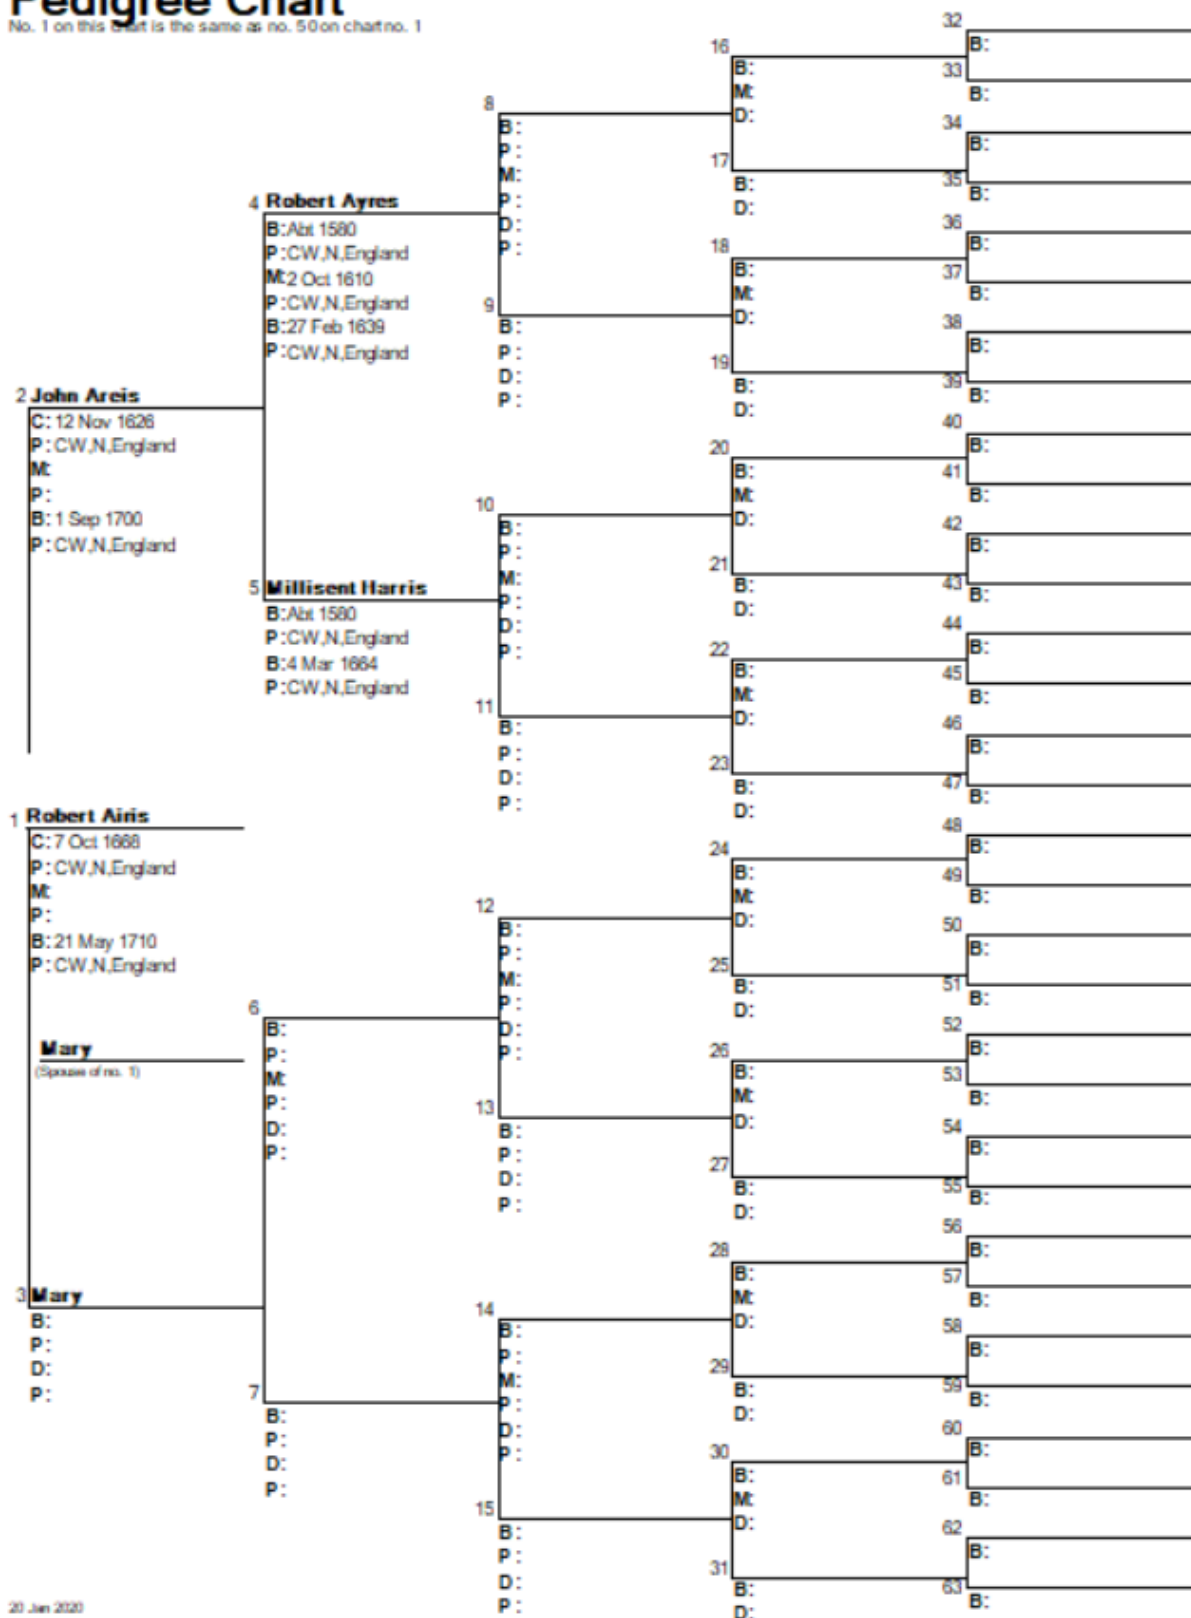 Pedigree Chart
No. 1 on this chart is the same as no. 50 on chart no. 1
2 John Areis
C: 12 Nov 1626
P: CW,N,England
M:
P:
B: 1 Sep 1700
P: CW,N,England
1 Robert Airis
C: 7 Oct 1668
P: CW,N,England
M:
P:
B: 21 May 1710
P: CW,N,England
Mary
(Spouse of no. 1)
3 Mary
B:
P:
D:
P:
4 Robert Ayres
B: Abt 1580
P: CW,N,England
M: 2 Oct 1610
P: CW,N,England
B: 27 Feb 1639
P: CW,N,England
5 Millisent Harris
B: Abt 1580
P: CW,N,England
B: 4 Mar 1664
P: CW,N,England
6
B:
P:
M:
P:
D:
P:
7
B:
P:
D:
P:
8
B:
P:
M:
P:
D:
P:
9
B:
P:
D:
P:
10
B:
P:
M:
P:
D:
P:
11
B:
P:
D:
P:
12
B:
P:
M:
P:
D:
P:
13
B:
P:
D:
P:
14
B:
P:
M:
P:
D:
P:
15
B:
P:
D:
P:
16
B:
M:
D:
17
B:
D:
18
B:
M:
D:
19
B:
D:
20
B:
M:
D:
21
B:
D:
22
B:
M:
D:
23
B:
D:
24
B:
M:
D:
25
B:
D:
26
B:
M:
D:
27
B:
D:
28
B:
M:
D:
29
B:
D:
30
B:
M:
D:
31
B:
D:
32
B:
33
B:
34
B:
35
B:
36
B:
37
B:
38
B:
39
B:
40
B:
41
B:
42
B:
43
B:
44
B:
45
B:
46
B:
47
B:
48
B:
49
B:
50
B:
51
B:
52
B:
53
B:
54
B:
55
B:
56
B:
57
B:
58
B:
59
B:
60
B:
61
B:
62
B:
63
B:
20 Jan 2020